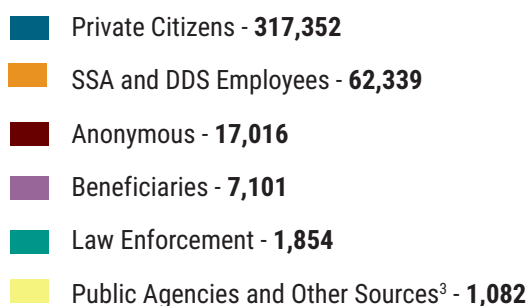 Private Citizens - 317,352
SSA and DDS Employees - 62,339
Anonymous - 17,016
Beneficiaries - 7,101
Law Enforcement - 1,854
Public Agencies and Other Sources³ - 1,082